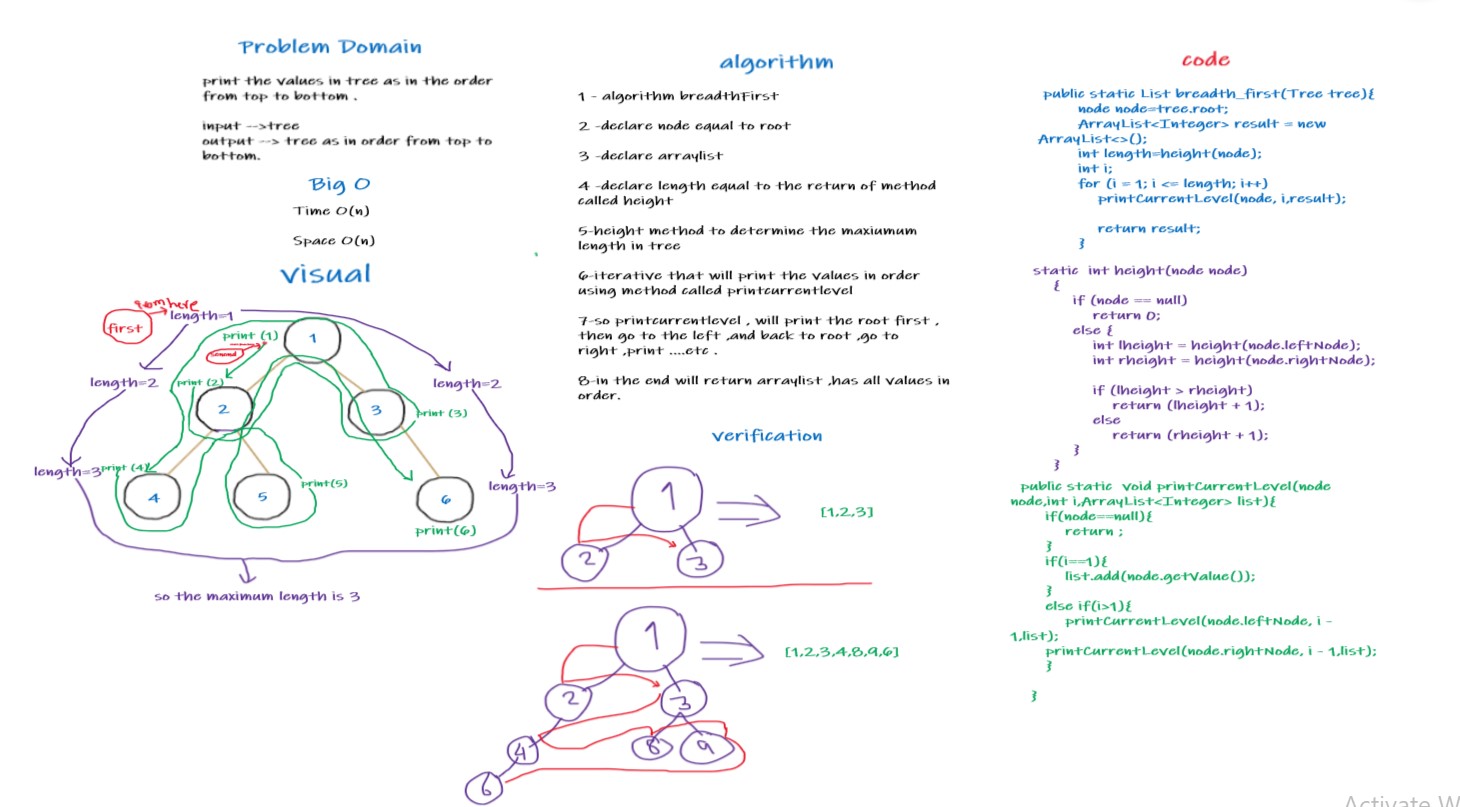 Problem Domain
print the values in tree as in the order
from top to bottom .
input -->tree
output --> tree as in order from top to
bottom.
Big O
Time O(n)
Space O(n)
visual
from here
first
length=1
print (1)
second
1
length=2
print (2)
length=2
2
3
print (3)
length=3
print (4)
4
5
print(5)
6
length=3
print(6)
so the maximum length is 3
algorithm
1 - algorithm breadthFirst
2 -declare node equal to root
3 -declare arraylist
4 -declare length equal to the return of method
called height
5-height method to determine the maxiumum
length in tree
6-iterative that will print the values in order
using method called printcurrentlevel
7-so printcurrentlevel , will print the root first ,
then go to the left ,and back to root ,go to
right ,print ....etc .
8-in the end will return arraylist ,has all values in
order.
verification
1
[1,2,3]
2
3
1
[1,2,3,4,8,9,6]
2
3
4
8
9
6
code
public static List breadth_first(Tree tree){
node node=tree.root;
ArrayList<Integer> result = new
ArrayList<>();
int length=height(node);
int i;
for (i = 1; i <= length; i++)
printCurrentLevel(node, i,result);
return result;
}
static int height(node node)
{
if (node == null)
return 0;
else {
int lheight = height(node.leftNode);
int rheight = height(node.rightNode);
if (lheight > rheight)
return (lheight + 1);
else
return (rheight + 1);
}
}
public static void printCurrentLevel(node
node,int i,ArrayList<Integer> list){
if(node==null){
return ;
}
if(i==1){
list.add(node.getValue());
}
else if(i>1){
printCurrentLevel(node.leftNode, i -
1,list);
printCurrentLevel(node.rightNode, i - 1,list);
}
}
Activate W